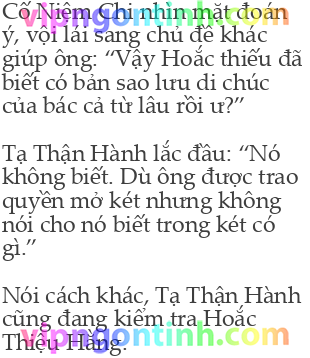 Cố Niệm Chi nhìn mặt đoán
ý, vội lái sang chủ đề khác
giúp ông: “Vậy Hoắc thiếu đã
biết có bản sao lưu di chúc
của bác cả từ lâu rồi ư?”
Tạ Thận Hành lắc đầu: “Nó
không biết. Dù ông được trao
quyền mở két nhưng không
nói cho nó biết trong két có
gì.”
Nói cách khác, Tạ Thận Hành
cũng đang kiểm tra Hoắc
Thiệu Hằng.
vipngontinh.com
vipngontinh.com
vipngontinh.com